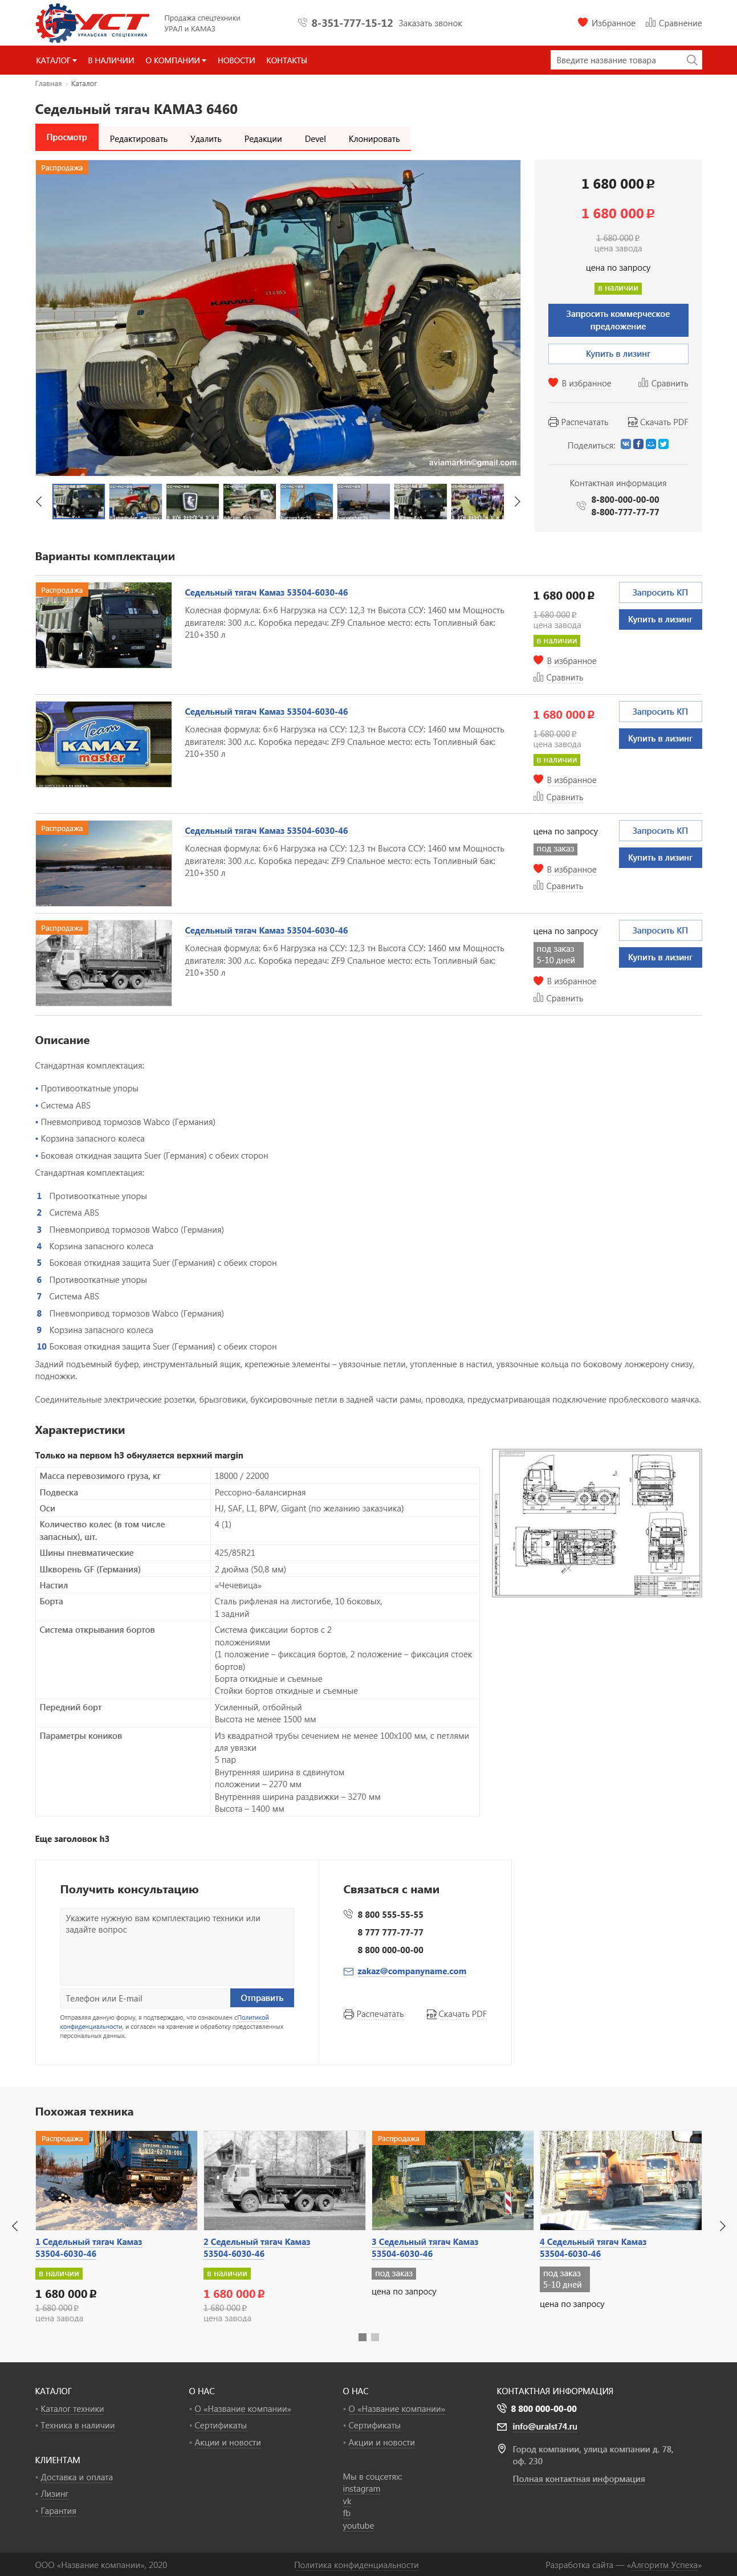 УСТ
УРАЛЬСКАЯ СПЕЦТЕХНИКА
Продажа спецтехники
УРАЛ и КАМАЗ
8-351-777-15-12 Заказать звонок
Избранное Сравнение
КАТАЛОГ В НАЛИЧИИ О КОМПАНИИ НОВОСТИ КОНТАКТЫ
Введите название товара
Главная Каталог
Седельный тягач КАМАЗ 6460
Просмотр Редактировать Удалить Редакции Devel Клонировать
Распродажа
KAMAZ
aviamarkin@gmail.com
1 680 000 ₽
1 680 000 ₽
1 680 000 ₽
цена завода
цена по запросу
в наличии
Запросить коммерческое
предложение
Купить в лизинг
В избранное Сравнить
Распечатать Скачать PDF
Поделиться:
Контактная информация
8-800-000-00-00
8-800-777-77-77
Варианты комплектации
Распродажа
Седельный тягач Камаз 53504-6030-46
Колесная формула: 6×6 Нагрузка на ССУ: 12,3 тн Высота ССУ: 1460 мм Мощность
двигателя: 300 л.с. Коробка передач: ZF9 Спальное место: есть Топливный бак:
210+350 л
1 680 000 ₽
1 680 000 ₽
цена завода
в наличии
В избранное
Сравнить
Запросить КП
Купить в лизинг
Team
KAMAZ
master
Седельный тягач Камаз 53504-6030-46
Колесная формула: 6×6 Нагрузка на ССУ: 12,3 тн Высота ССУ: 1460 мм Мощность
двигателя: 300 л.с. Коробка передач: ZF9 Спальное место: есть Топливный бак:
210+350 л
1 680 000 ₽
1 680 000 ₽
цена завода
в наличии
В избранное
Сравнить
Запросить КП
Купить в лизинг
Распродажа
Седельный тягач Камаз 53504-6030-46
Колесная формула: 6×6 Нагрузка на ССУ: 12,3 тн Высота ССУ: 1460 мм Мощность
двигателя: 300 л.с. Коробка передач: ZF9 Спальное место: есть Топливный бак:
210+350 л
цена по запросу
под заказ
В избранное
Сравнить
Запросить КП
Купить в лизинг
Распродажа
Седельный тягач Камаз 53504-6030-46
Колесная формула: 6×6 Нагрузка на ССУ: 12,3 тн Высота ССУ: 1460 мм Мощность
двигателя: 300 л.с. Коробка передач: ZF9 Спальное место: есть Топливный бак:
210+350 л
цена по запросу
под заказ
5-10 дней
В избранное
Сравнить
Запросить КП
Купить в лизинг
Описание
Стандартная комплектация:
• Противооткатные упоры
• Система ABS
• Пневмопривод тормозов Wabco (Германия)
• Корзина запасного колеса
• Боковая откидная защита Suer (Германия) с обеих сторон
Стандартная комплектация:
1 Противооткатные упоры
2 Система ABS
3 Пневмопривод тормозов Wabco (Германия)
4 Корзина запасного колеса
5 Боковая откидная защита Suer (Германия) с обеих сторон
6 Противооткатные упоры
7 Система ABS
8 Пневмопривод тормозов Wabco (Германия)
9 Корзина запасного колеса
10 Боковая откидная защита Suer (Германия) с обеих сторон
Задний подъемный буфер, инструментальный ящик, крепежные элементы – увязочные петли, утопленные в настил, увязочные кольца по боковому лонжерону снизу,
подножки.
Соединительные электрические розетки, брызговики, буксировочные петли в задней части рамы, проводка, предусматривающая подключение проблескового маячка.
Характеристики
Только на первом h3 обнуляется верхний margin
Масса перевозимого груза, кг 18000 / 22000
Подвеска Рессорно-балансирная
Оси HJ, SAF, L1, BPW, Gigant (по желанию заказчика)
Количество колес (в том числе
запасных), шт. 4 (1)
Шины пневматические 425/85R21
Шкворень GF (Германия) 2 дюйма (50,8 мм)
Настил «Чечевица»
Борта Сталь рифленая на листогибе, 10 боковых,
1 задний
Система открывания бортов Система фиксации бортов с 2
положениями
(1 положение – фиксация бортов, 2 положение – фиксация стоек
бортов)
Борта откидные и съемные
Стойки бортов откидные и съемные
Передний борт Усиленный, отбойный
Высота не менее 1500 мм
Параметры коников Из квадратной трубы сечением не менее 100х100 мм, с петлями
для увязки
5 пар
Внутренняя ширина в сдвинутом
положении – 2270 мм
Внутренняя ширина раздвижки – 3270 мм
Высота – 1400 мм
Еще заголовок h3
Получить консультацию
Укажите нужную вам комплектацию техники или
задайте вопрос
Телефон или E-mail Отправить
Отправляя данную форму, я подтверждаю, что ознакомлен с Политикой
конфиденциальности, и согласен на хранение и обработку предоставленных
персональных данных.
Связаться с нами
8 800 555-55-55
8 777 777-77-77
8 800 000-00-00
zakaz@companyname.com
Распечатать Скачать PDF
Похожая техника
Распродажа
1 Седельный тягач Камаз
53504-6030-46
в наличии
1 680 000 ₽
1 680 000 ₽
цена завода
2 Седельный тягач Камаз
53504-6030-46
в наличии
1 680 000 ₽
1 680 000 ₽
цена завода
Распродажа
3 Седельный тягач Камаз
53504-6030-46
под заказ
цена по запросу
4 Седельный тягач Камаз
53504-6030-46
под заказ
5-10 дней
цена по запросу
КАТАЛОГ
• Каталог техники
• Техника в наличии
КЛИЕНТАМ
• Доставка и оплата
• Лизинг
• Гарантия
О НАС
• О «Название компании»
• Сертификаты
• Акции и новости
О НАС
• О «Название компании»
• Сертификаты
• Акции и новости
Мы в соцсетях:
instagram
vk
fb
youtube
КОНТАКТНАЯ ИНФОРМАЦИЯ
8 800 000-00-00
info@uralst74.ru
Город компании, улица компании д. 78,
оф. 230
Полная контактная информация
ООО «Название компании», 2020 Политика конфиденциальности Разработка сайта — «Алгоритм Успеха»